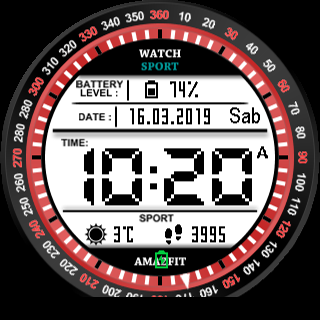 WATCH
SPORT
BATTERY LEVEL : 74%
DATE : 16.03.2019 Sab
TIME:
10:20 A
SPORT
3°C 3995
AMAZFIT
360 10 20 30 40 50 60 70 80 90 100 110 120 130 140 150 160 170 190 200 210 220 230 240 250 260 270 280 290 300 310 320 330 340 350